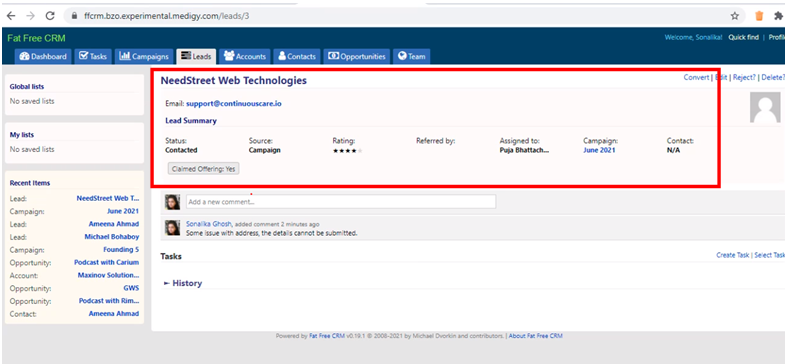 ffcrm.bzo.experimental.medigy.com/leads/3
Fat Free CRM
Welcome, Sonalika! Quick find | Profile
Dashboard Tasks Campaigns Leads Accounts Contacts Opportunities Team
Global lists
No saved lists
My lists
No saved lists
Recent Items
Lead: NeedStreet Web T...
Campaign: June 2021
Lead: Ameena Ahmad
Lead: Michael Bohaboy
Campaign: Founding 5
Opportunity: Podcast with Carium
Account: Maxinov Solution...
Opportunity: GWS
Opportunity: Podcast with Rim...
Contact: Ameena Ahmad
NeedStreet Web Technologies
Convert | Edit | Reject? | Delete?
Email: support@continuouscare.io
Lead Summary
Status: Source: Rating: Referred by: Assigned to: Campaign: Contact:
Contacted Campaign ★★★★ Puja Bhattach... June 2021 N/A
Claimed Offering: Yes
Add a new comment...
Sonalika Ghosh, added comment 2 minutes ago
Some issue with address, the details cannot be submitted.
Tasks
Create Task | Select Task
► History
Powered by Fat Free CRM v0.19.1 © 2008-2021 by Michael Dvorkin and contributors. | About Fat Free CRM